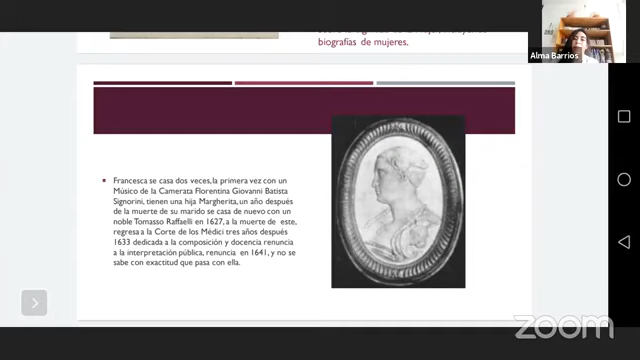 biografías de mujeres.
Alma Barrios
Francesca se casa dos veces, la primera vez con un
Músico de la Camerata Florentina Giovanni Batista
Signorini, tienen una hija Margherita, un año después
de la muerte de su marido se casa de nuevo con un
noble Tomasso Raffaelli en 1627, a la muerte de este,
regresa a la Corte de los Médici tres años después
1633 dedicada a la composición y docencia renuncia
a la interpretación pública, renuncia en 1641, y no se
sabe con exactitud que pasa con ella.
zoom